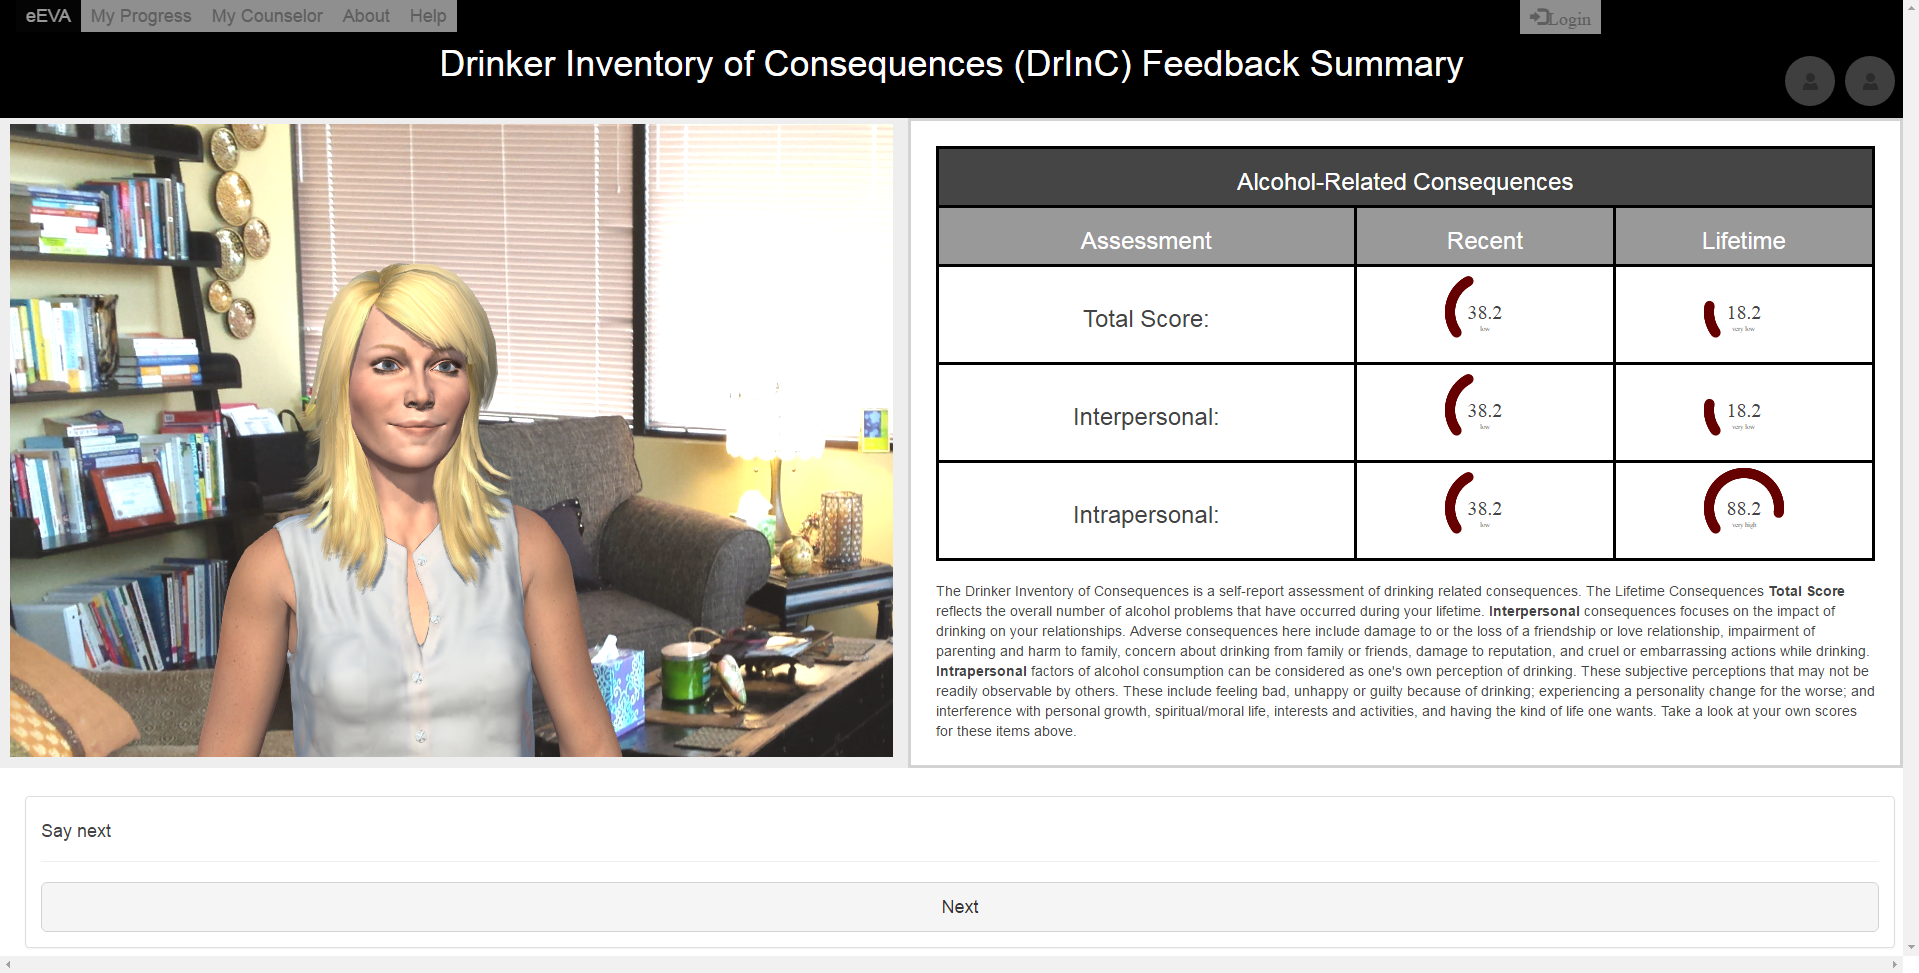 eEVA My Progress My Counselor About Help Login
Drinker Inventory of Consequences (DrInC) Feedback Summary
Alcohol-Related Consequences
Assessment Recent Lifetime
Total Score: 38.2 18.2
low very low
Interpersonal: 38.2 18.2
low very low
Intrapersonal: 38.2 88.2
low very high
The Drinker Inventory of Consequences is a self-report assessment of drinking related consequences. The Lifetime Consequences Total Score
reflects the overall number of alcohol problems that have occurred during your lifetime. Interpersonal consequences focuses on the impact of
drinking on your relationships. Adverse consequences here include damage to or the loss of a friendship or love relationship, impairment of
parenting and harm to family, concern about drinking from family or friends, damage to reputation, and cruel or embarrassing actions while drinking.
Intrapersonal factors of alcohol consumption can be considered as one's own perception of drinking. These subjective perceptions that may not be
readily observable by others. These include feeling bad, unhappy or guilty because of drinking; experiencing a personality change for the worse; and
interference with personal growth, spiritual/moral life, interests and activities, and having the kind of life one wants. Take a look at your own scores
for these items above.
Say next
Next